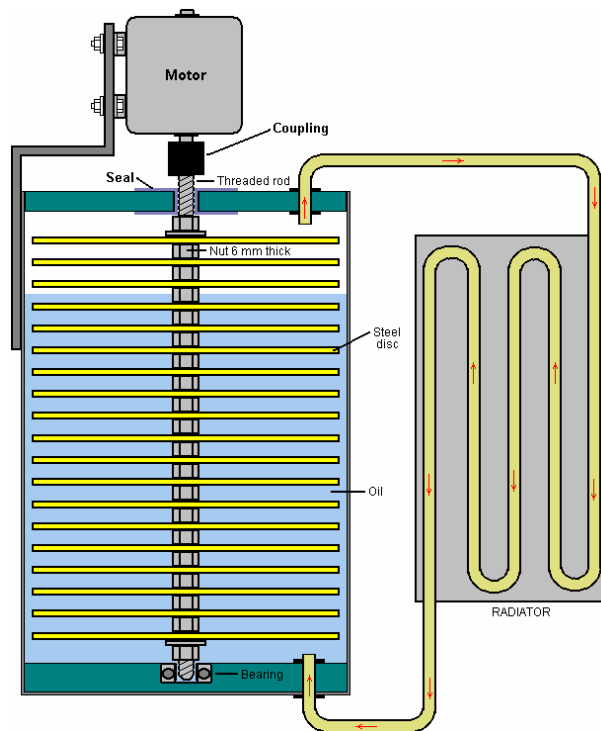 Motor
Coupling
Seal
Threaded rod
Nut 6 mm thick
Steel
disc
Oil
RADIATOR
Bearing